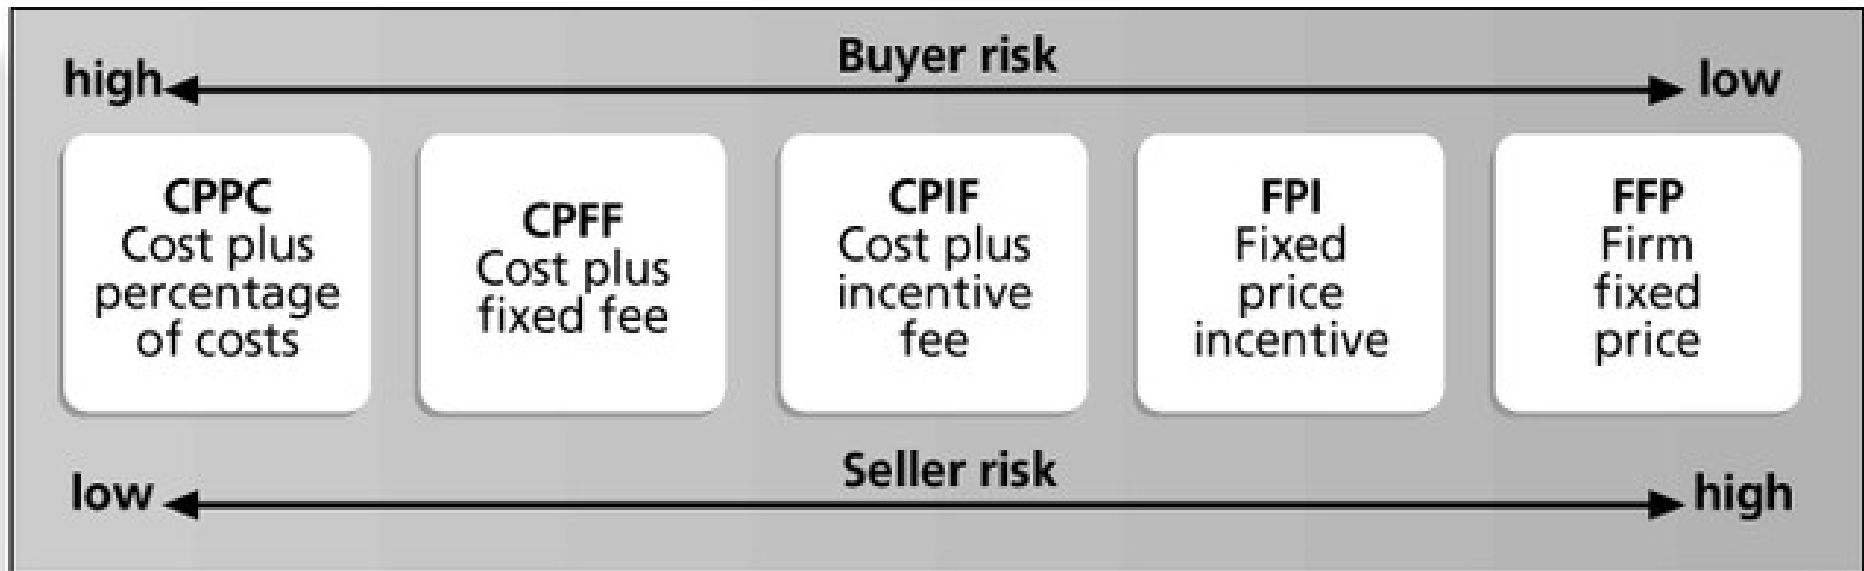 Buyer risk
high
low
CPPC
Cost plus
percentage
of costs
CPFF
Cost plus
fixed fee
CPIF
Cost plus
incentive
fee
FPI
Fixed
price
incentive
FFP
Firm
fixed
price
Seller risk
low
high